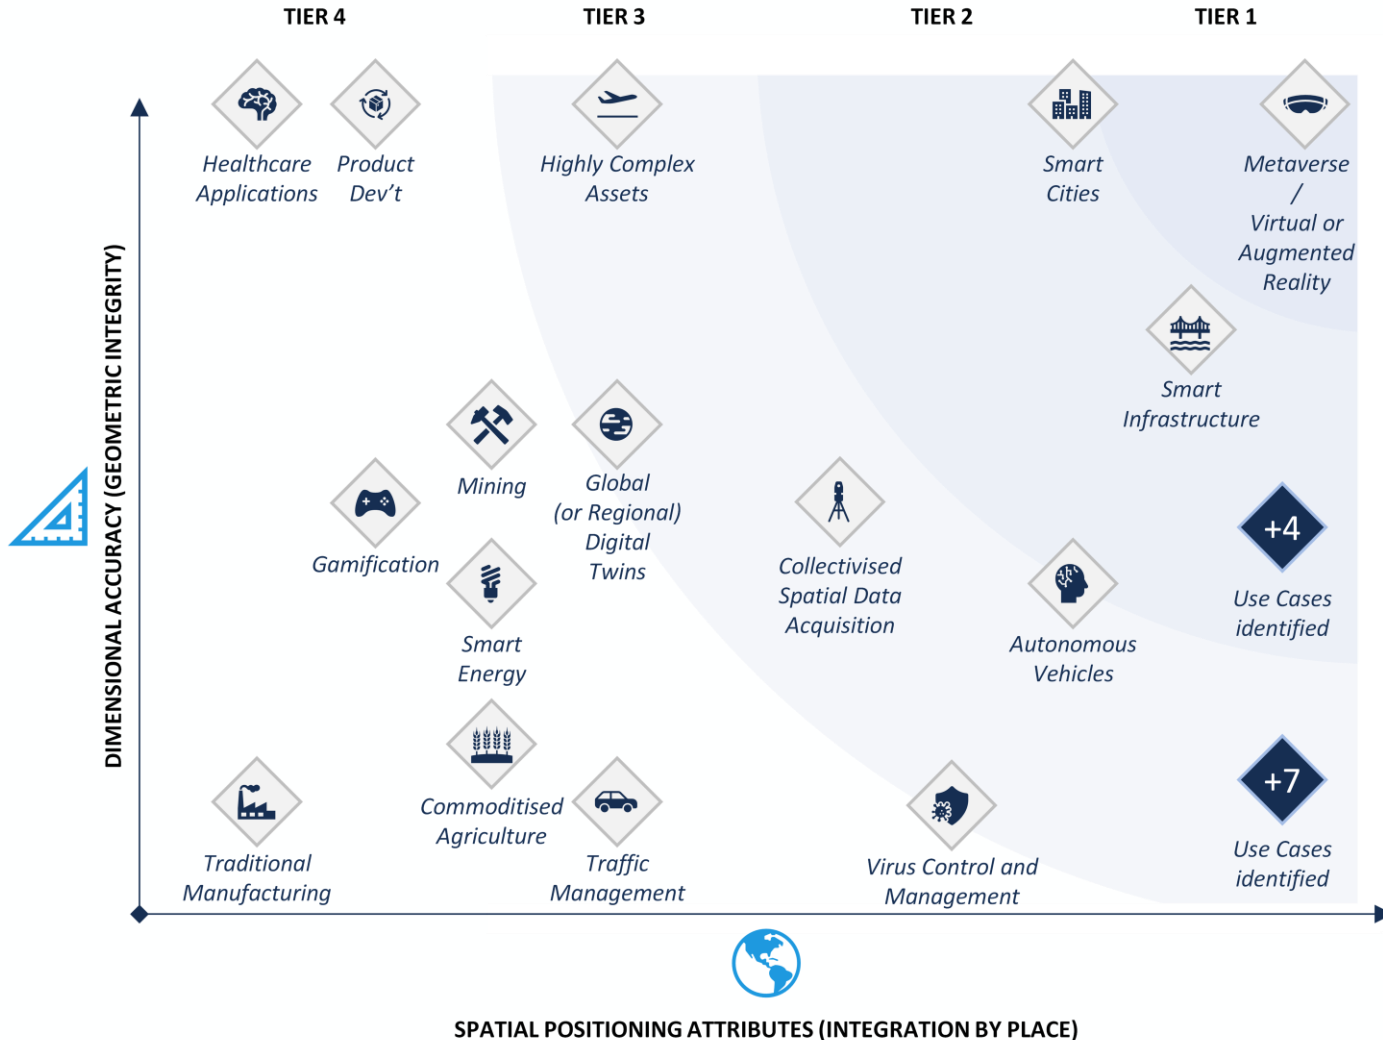 TIER 4
TIER 3
TIER 2
TIER 1
Healthcare
Applications
Product
Dev’t
Highly Complex
Assets
Smart
Cities
Metaverse
/
Virtual or
Augmented
Reality
DIMENSIONAL ACCURACY (GEOMETRIC INTEGRITY)
Smart
Infrastructure
Mining
Global
(or Regional)
Digital
Twins
Gamification
Collectivised
Spatial Data
Acquisition
+4
Use Cases
identified
Smart
Energy
Autonomous
Vehicles
Commoditised
Agriculture
+7
Use Cases
identified
Traditional
Manufacturing
Traffic
Management
Virus Control and
Management
SPATIAL POSITIONING ATTRIBUTES (INTEGRATION BY PLACE)